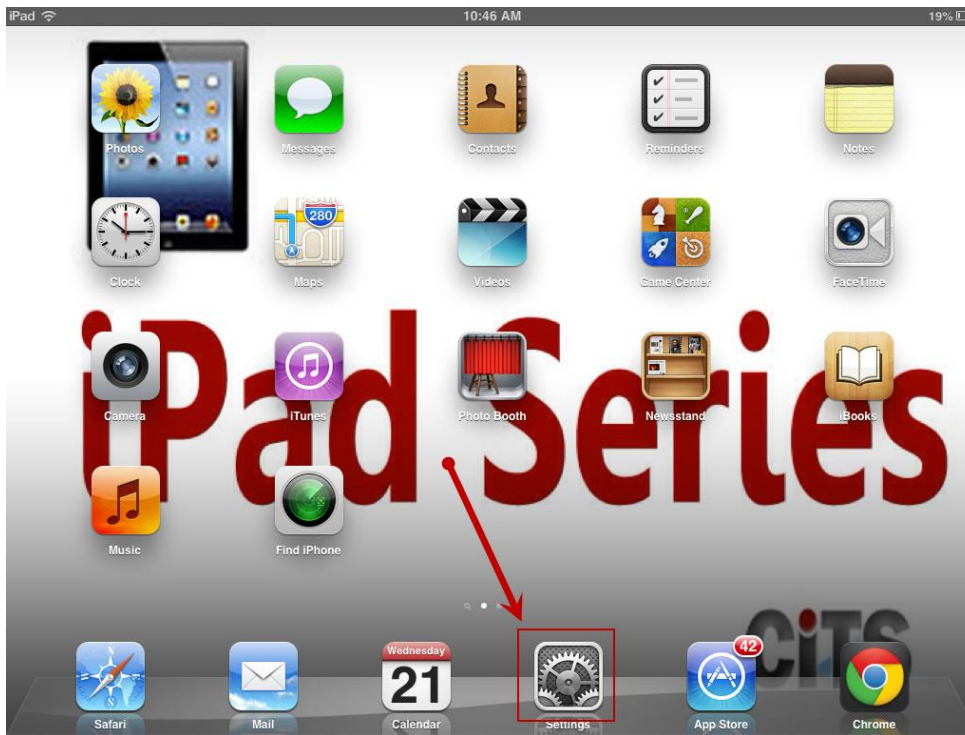 iPad 10:46 AM 19%
Photos Messages Contacts Reminders Notes
280
Clock Maps Videos Game Center FaceTime
iPad Series
Camera iTunes Photo Booth Newsstand iBooks
Music Find iPhone
CiTS
Wednesday 42
21
Safari Mail Calendar Settings App Store Chrome